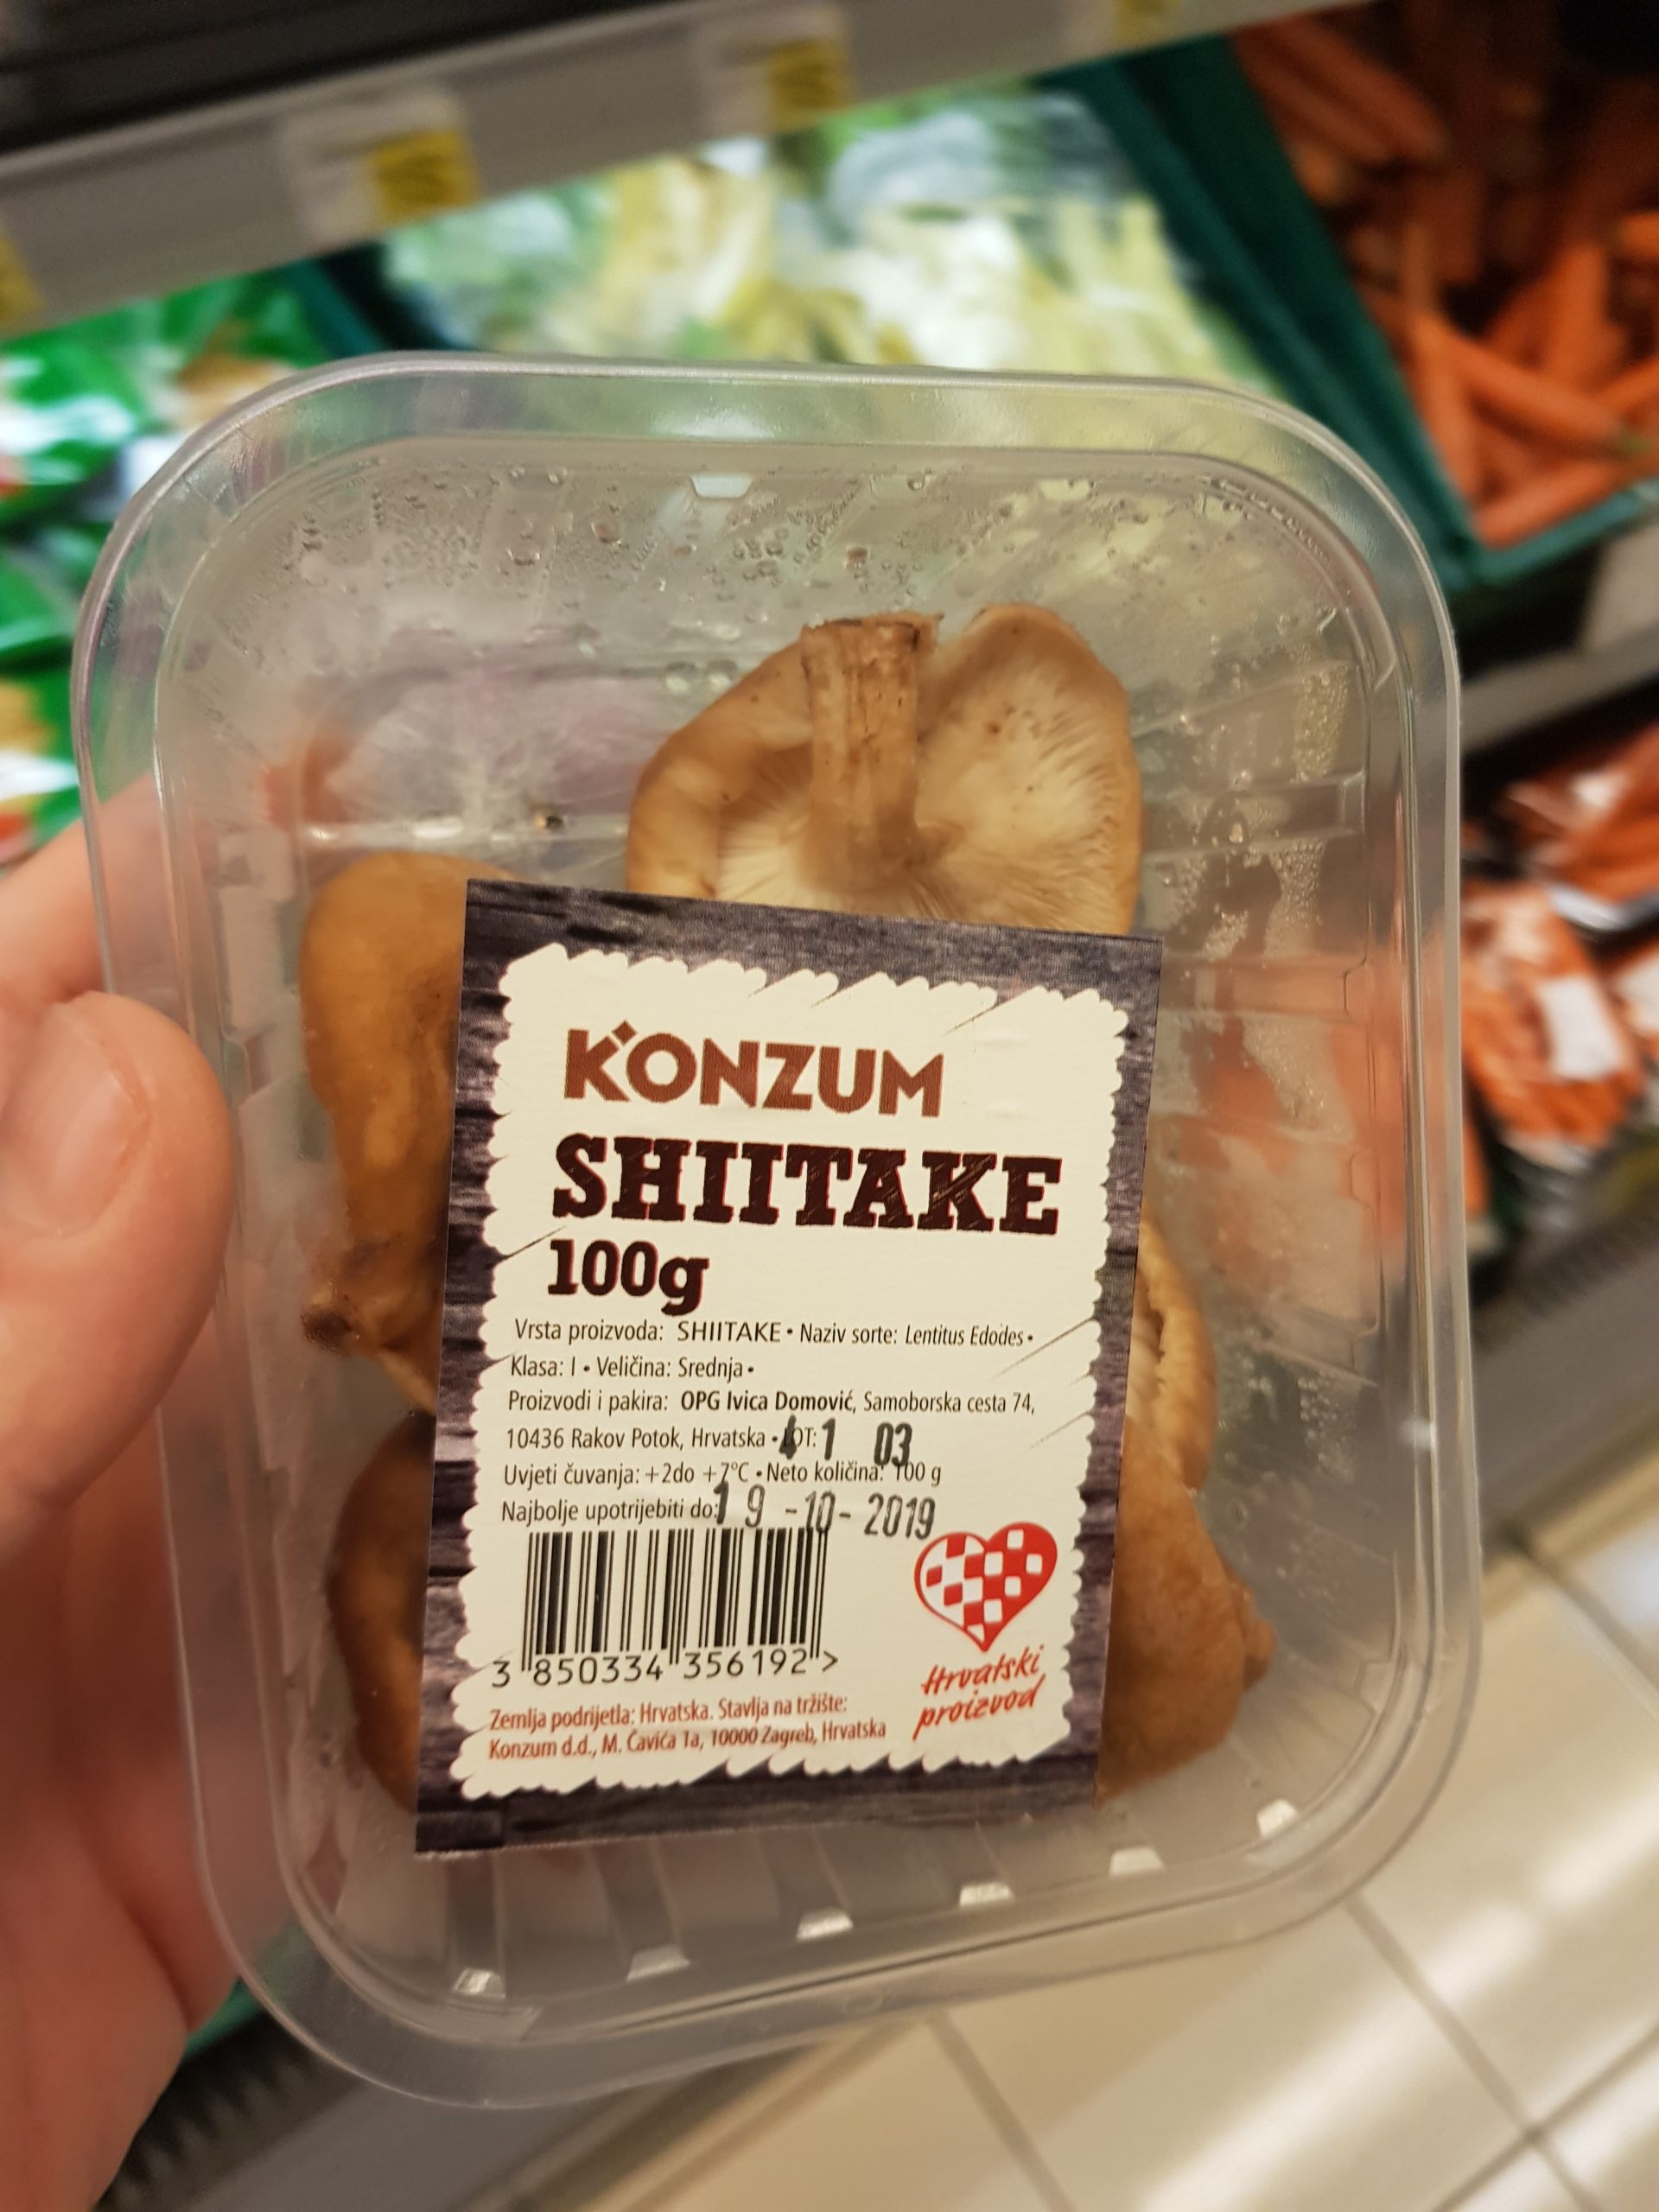 KONZUM
SHIITAKE
100g
Vrsta proizvoda: SHIITAKE • Naziv sorte: Lentitus Edodes •
Klasa: I • Veličina: Srednja •
Proizvodi i pakira: OPG Ivica Domović, Samoborska cesta 74,
10436 Rakov Potok, Hrvatska • LOT: 41 03
Uvjeti čuvanja: +2do +7°C • Neto količina: 100 g
Najbolje upotrijebiti do: 19 -10- 2019
3 850334 356192 >
Hrvatski
proizvod
Zemlja podrijetla: Hrvatska. Stavlja na tržište:
Konzum d.d., M. Čavića 1a, 10000 Zagreb, Hrvatska